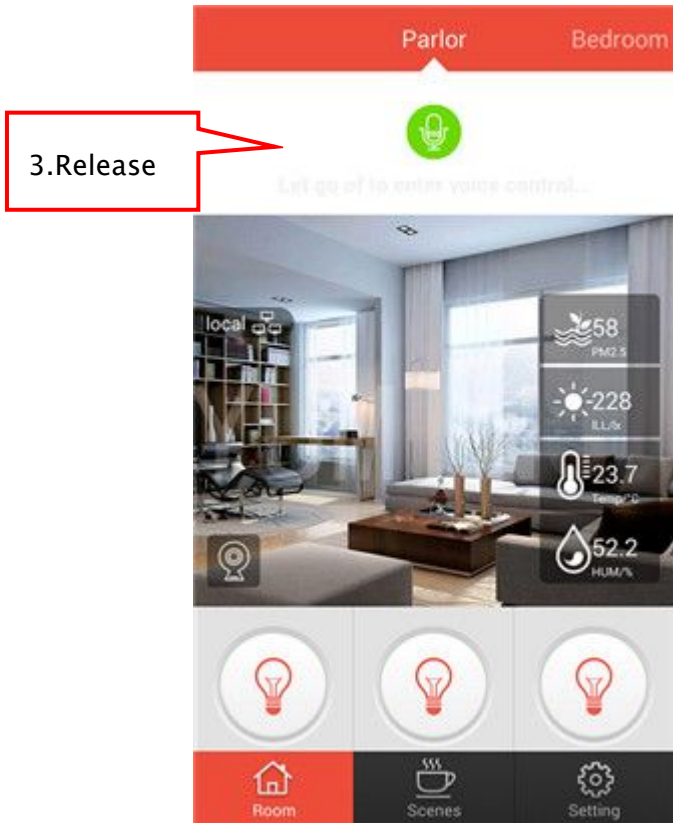 Parlor
Bedroom
3.Release
Let go of to enter voice control...
local
58
PM2.5
228
ILL/lx
23.7
Temp/°C
52.2
HUM/%
Room
Scenes
Setting